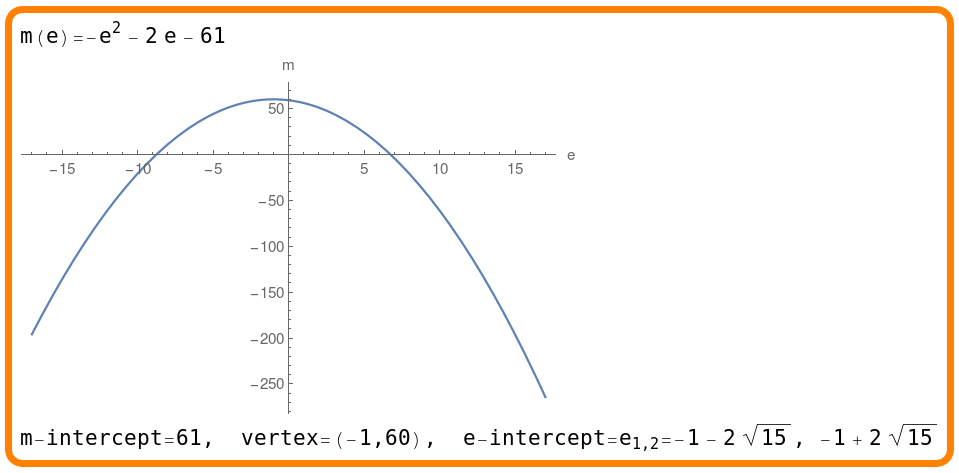 m(e)=-e² - 2 e - 61
m
50
e
-15 -10 -5 5 10 15
-50
-100
-150
-200
-250
m-intercept=61, vertex=(-1,60), e-intercept=e₁,₂=-1 - 2 √15, -1 + 2 √15